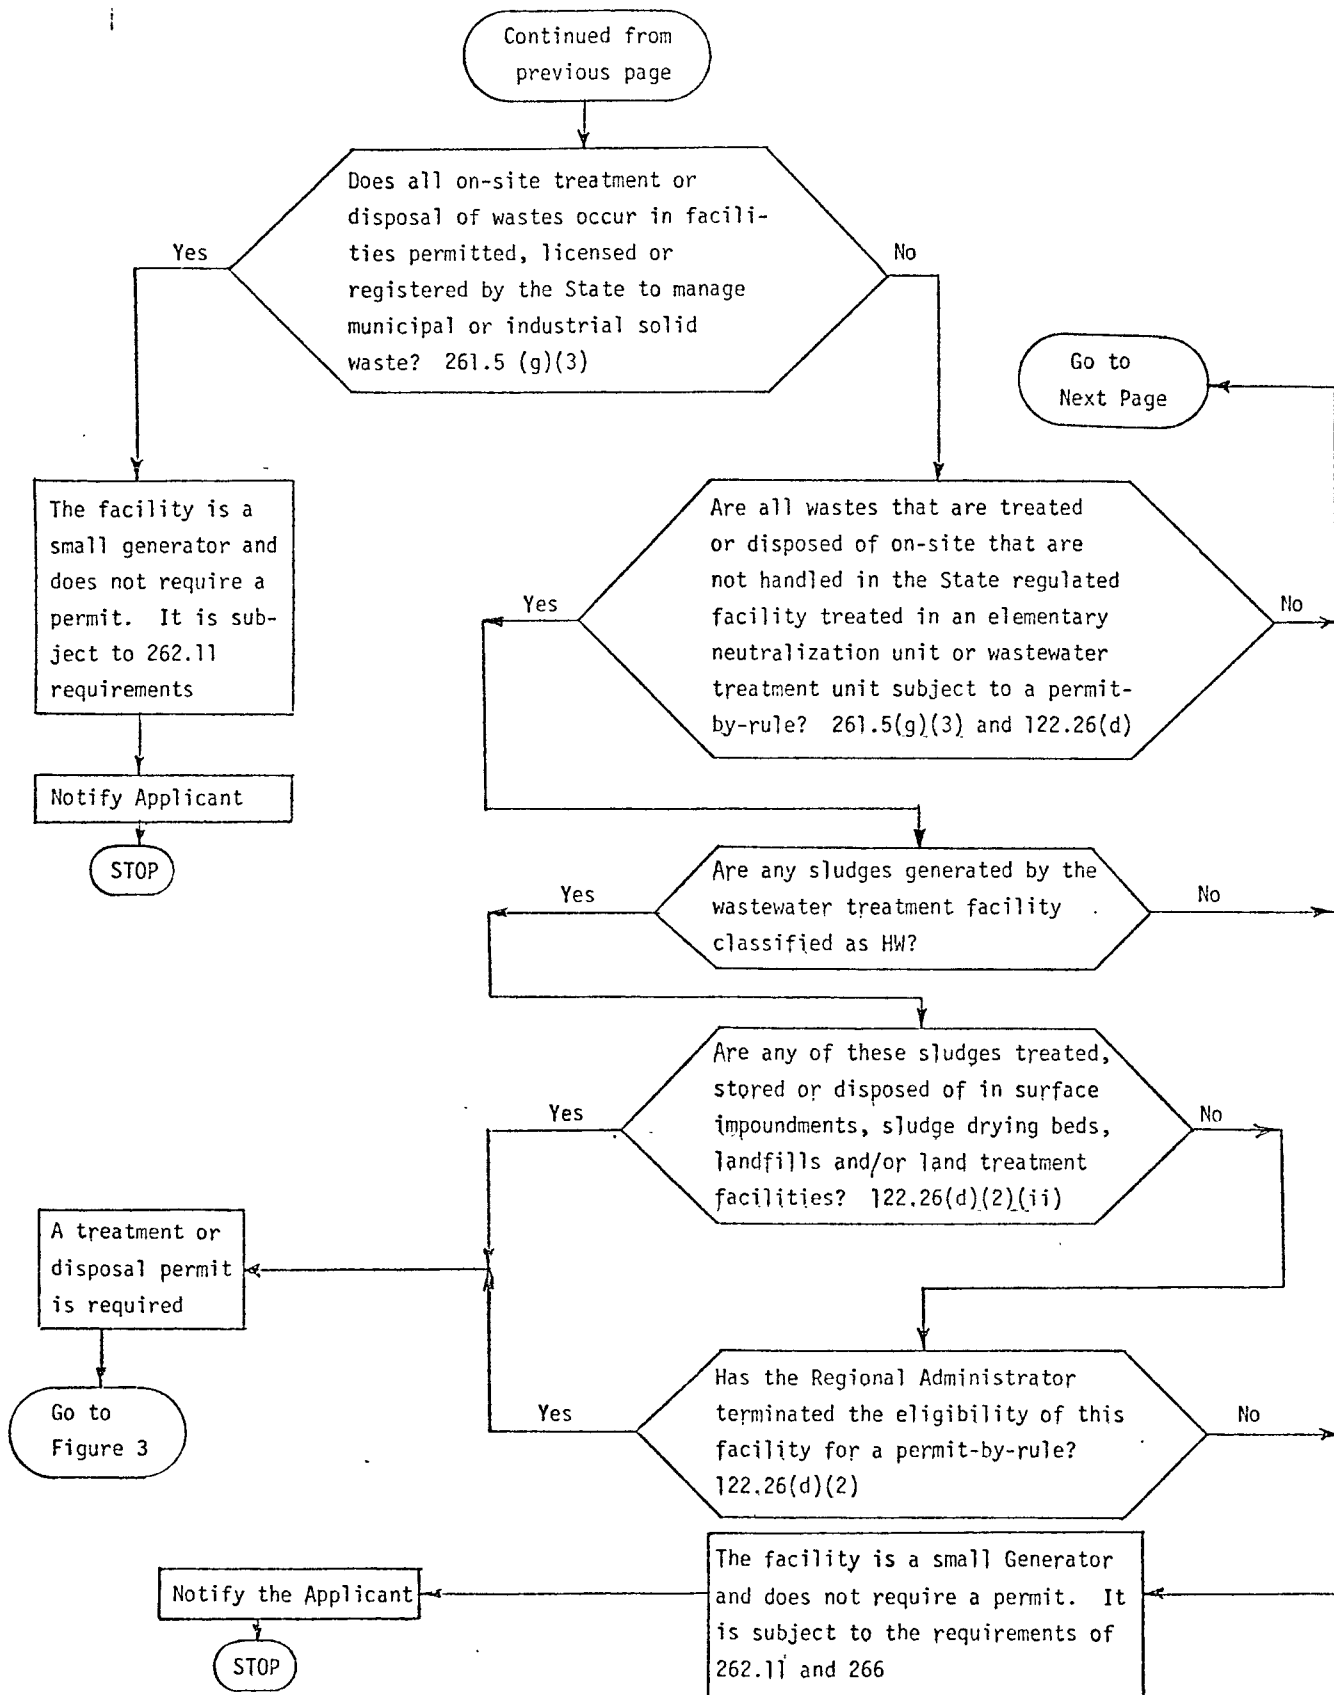 Continued from
previous page
Does all on-site treatment or
disposal of wastes occur in facili-
ties permitted, licensed or
registered by the State to manage
municipal or industrial solid
waste? 261.5 (g)(3)
Yes
No
Go to
Next Page
The facility is a
small generator and
does not require a
permit. It is sub-
ject to 262.11
requirements
Notify Applicant
STOP
Are all wastes that are treated
or disposed of on-site that are
not handled in the State regulated
facility treated in an elementary
neutralization unit or wastewater
treatment unit subject to a permit-
by-rule? 261.5(g)(3) and 122.26(d)
Yes
No
Are any sludges generated by the
wastewater treatment facility
classified as HW?
Yes
No
Are any of these sludges treated,
stored or disposed of in surface
impoundments, sludge drying beds,
landfills and/or land treatment
facilities? 122.26(d)(2)(ii)
Yes
No
A treatment or
disposal permit
is required
Go to
Figure 3
Has the Regional Administrator
terminated the eligibility of this
facility for a permit-by-rule?
122.26(d)(2)
Yes
No
The facility is a small Generator
and does not require a permit. It
is subject to the requirements of
262.11 and 266
Notify the Applicant
STOP